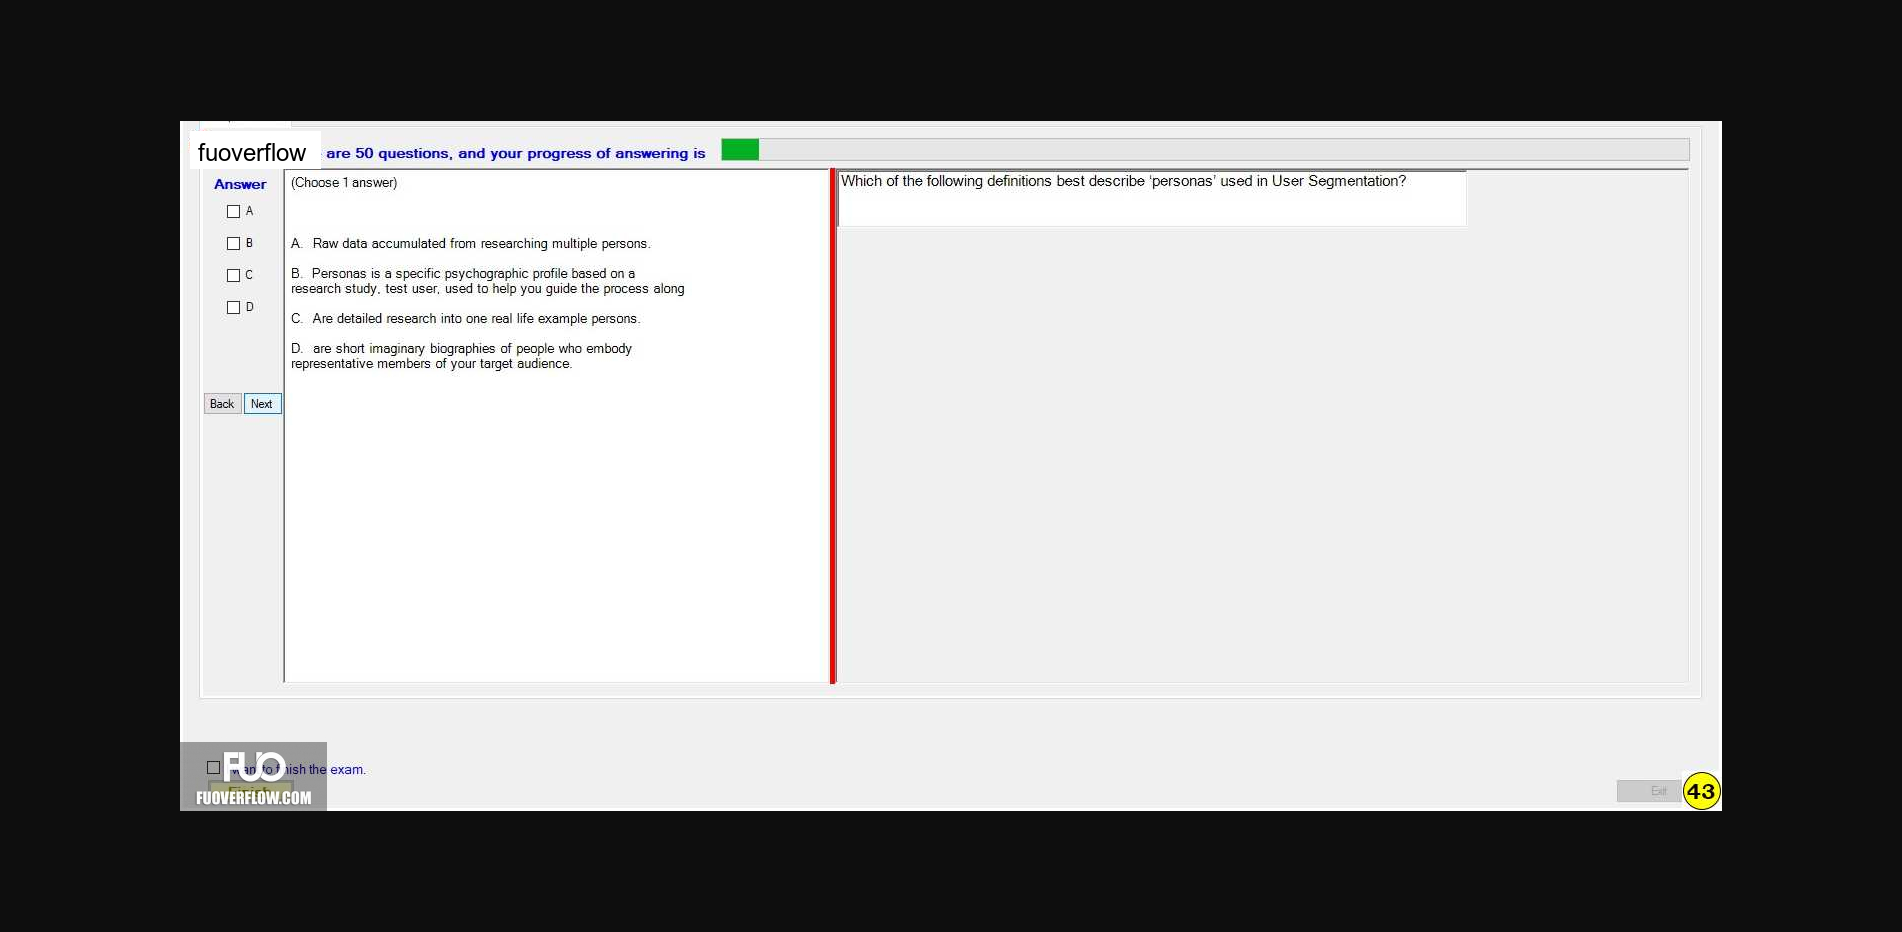 fuoverflow are 50 questions, and your progress of answering is
Answer
A
B
C
D
Back Next
(Choose 1 answer)
A. Raw data accumulated from researching multiple persons.
B. Personas is a specific psychographic profile based on a
research study, test user, used to help you guide the process along
C. Are detailed research into one real life example persons.
D. are short imaginary biographies of people who embody
representative members of your target audience.
Which of the following definitions best describe ‘personas’ used in User Segmentation?
FUO
want to finish the exam.
Finish
FUOVERFLOW.COM
Exit
43